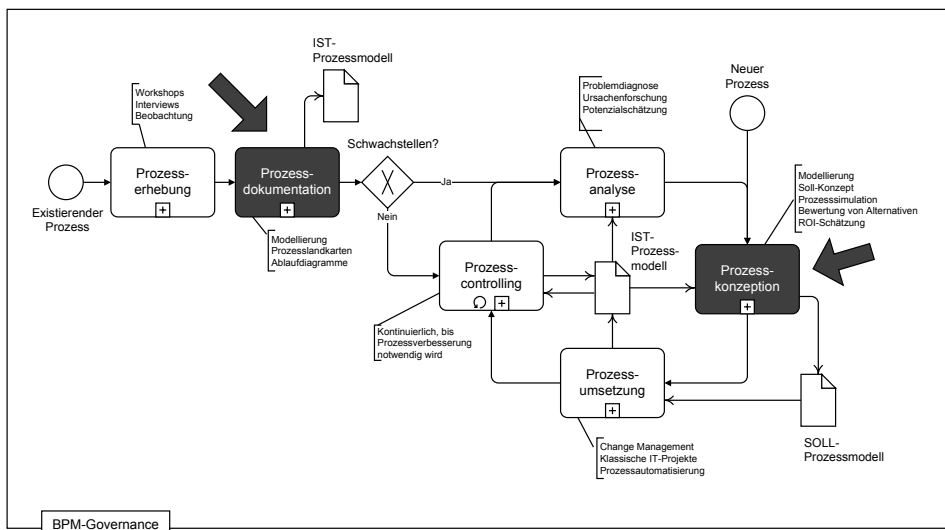 IST-
Prozessmodell
Workshops
Interviews
Beobachtung
Problemdiagnose
Ursachenforschung
Potenzialschätzung
Neuer
Prozess
Schwachstellen?
Prozess-
erhebung
Prozess-
dokumentation
Ja
Prozess-
analyse
Modellierung
Soll-Konzept
Prozesssimulation
Bewertung von Alternativen
ROI-Schätzung
Existierender
Prozess
Nein
Modellierung
Prozesslandkarten
Ablaufdiagramme
Prozess-
controlling
IST-
Prozess-
modell
Prozess-
konzeption
Kontinuierlich, bis
Prozessverbesserung
notwendig wird
Prozess-
umsetzung
SOLL-
Prozessmodell
Change Management
Klassische IT-Projekte
Prozessautomatisierung
BPM-Governance